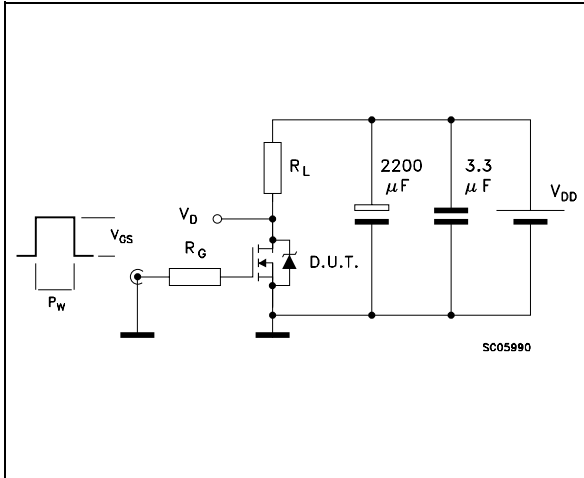 R_L
2200
μF
3.3
μF
V_DD
V_D
V_GS
R_G
D.U.T.
P_W
SC05990